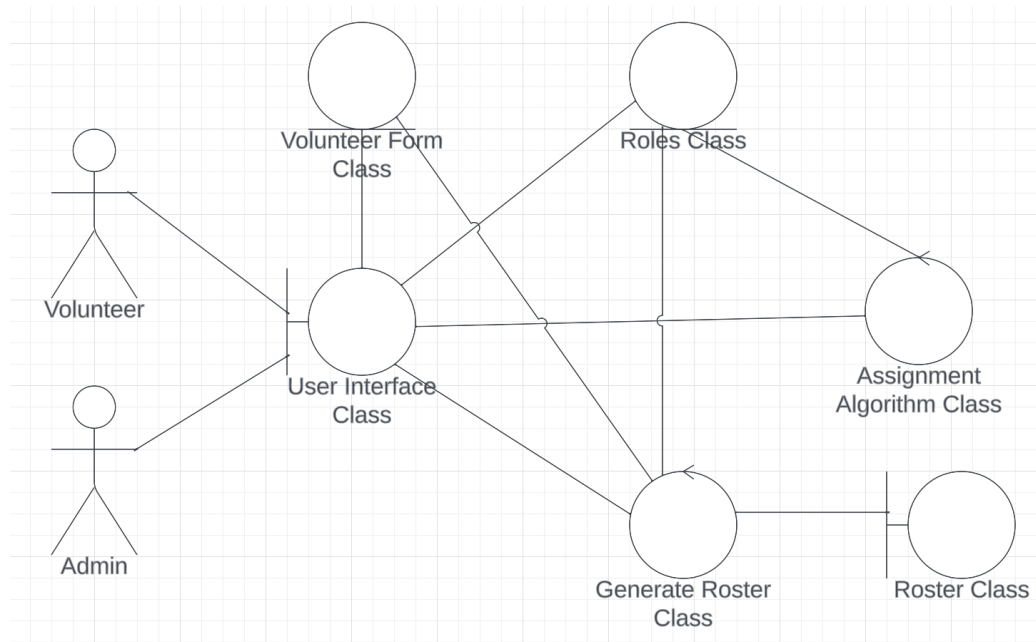 Volunteer Form
Class
Roles Class
Volunteer
User Interface
Class
Assignment
Algorithm Class
Admin
Generate Roster
Class
Roster Class